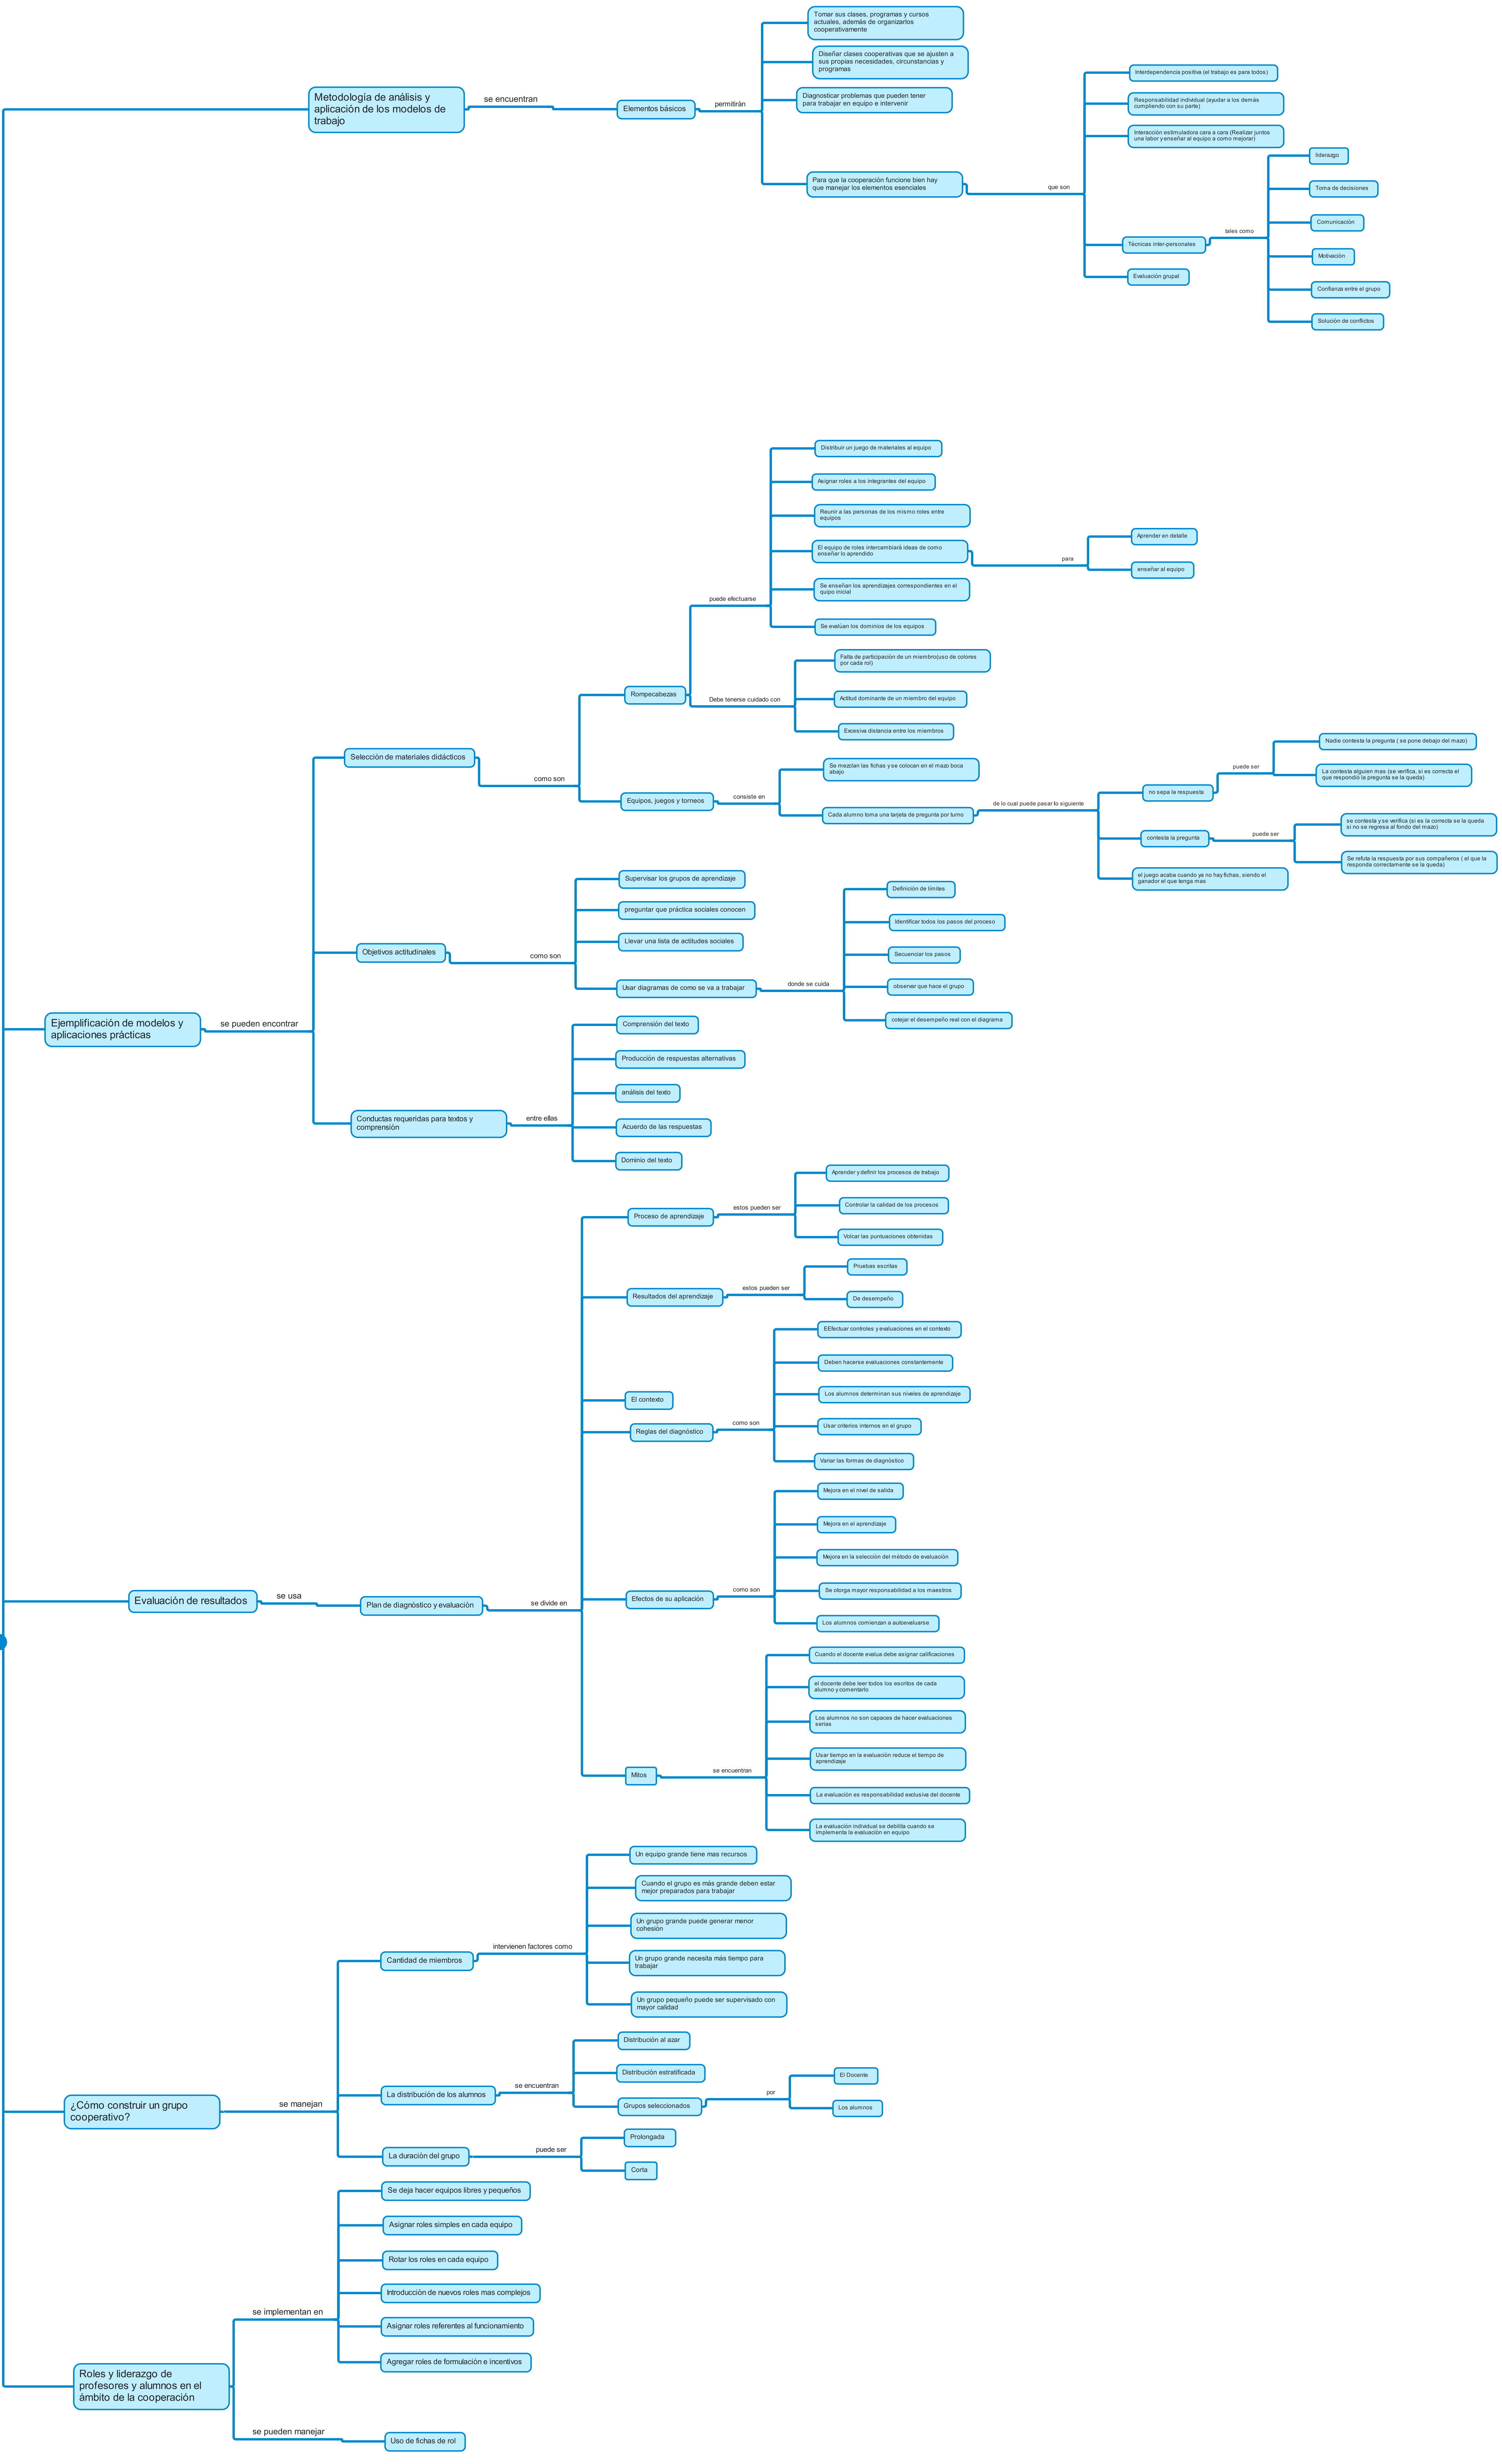 Metodología de análisis y
aplicación de los modelos de
trabajo
se encuentran
Elementos básicos
permitirán
Tomar sus clases, programas y cursos
actuales, además de organizarlos
cooperativamente
Diseñar clases cooperativas que se ajusten a
sus propias necesidades, circunstancias y
programas
Diagnosticar problemas que pueden tener
para trabajar en equipo e intervenir
Para que la cooperación funcione bien hay
que manejar los elementos esenciales
que son
Interdependencia positiva (el trabajo es para todos)
Responsabilidad individual (ayudar a los demás
cumpliendo con su parte)
Interacción estimuladora cara a cara (Realizar juntos
una labor y enseñar al equipo a como mejorar)
Técnicas inter-personales
tales como
liderazgo
Toma de decisiones
Comunicación
Motivación
Confianza entre el grupo
Solución de conflictos
Evaluación grupal
Ejemplificación de modelos y
aplicaciones prácticas
se pueden encontrar
Selección de materiales didácticos
como son
Rompecabezas
puede efectuarse
Distribuir un juego de materiales al equipo
Asignar roles a los integrantes del equipo
Reunir a las personas de los mismo roles entre
equipos
El equipo de roles intercambiará ideas de como
enseñar lo aprendido
para
Aprender en detalle
enseñar al equipo
Se enseñan los aprendizajes correspondientes en el
quipo inicial
Se evalúan los dominios de los equipos
Debe tenerse cuidado con
Falta de participación de un miembro(uso de colores
por cada rol)
Actitud dominante de un miembro del equipo
Excesiva distancia entre los miembros
Equipos, juegos y torneos
consiste en
Se mezclan las fichas y se colocan en el mazo boca
abajo
Cada alumno toma una tarjeta de pregunta por turno
de lo cual puede pasar lo siguiente
no sepa la respuesta
puede ser
Nadie contesta la pregunta ( se pone debajo del mazo)
La contesta alguien mas (se verifica, si es correcta el
que respondió la pregunta se la queda)
contesta la pregunta
puede ser
se contesta y se verifica (si es la correcta se la queda
si no se regresa al fondo del mazo)
Se refuta la respuesta por sus compañeros ( el que la
responda correctamente se la queda)
el juego acaba cuando ya no hay fichas, siendo el
ganador el que tenga mas
Objetivos actitudinales
como son
Supervisar los grupos de aprendizaje
preguntar que práctica sociales conocen
Llevar una lista de actitudes sociales
Usar diagramas de como se va a trabajar
donde se cuida
Definición de límites
Identificar todos los pasos del proceso
Secuenciar los pasos
observar que hace el grupo
cotejar el desempeño real con el diagrama
Conductas requeridas para textos y
comprensión
entre ellas
Comprensión del texto
Producción de respuestas alternativas
análisis del texto
Acuerdo de las respuestas
Dominio del texto
Evaluación de resultados
se usa
Plan de diagnóstico y evaluación
se divide en
Proceso de aprendizaje
estos pueden ser
Aprender y definir los procesos de trabajo
Controlar la calidad de los procesos
Volcar las puntuaciones obtenidas
Resultados del aprendizaje
estos pueden ser
Pruebas escritas
De desempeño
El contexto
Reglas del diagnóstico
como son
EEfectuar controles y evaluaciones en el contexto
Deben hacerse evaluaciones constantemente
Los alumnos determinan sus niveles de aprendizaje
Usar criterios internos en el grupo
Variar las formas de diagnóstico
Efectos de su aplicación
como son
Mejora en el nivel de salida
Mejora en el aprendizaje
Mejora en la selección del método de evaluación
Se otorga mayor responsabilidad a los maestros
Los alumnos comienzan a autoevaluarse
Mitos
se encuentran
Cuando el docente evalua debe asignar calificaciones
el docente debe leer todos los escritos de cada
alumno y comentarlo
Los alumnos no son capaces de hacer evaluaciones
serias
Usar tiempo en la evaluación reduce el tiempo de
aprendizaje
La evaluación es responsabilidad exclusiva del docente
La evaluación individual se debilita cuando se
implementa la evaluación en equipo
¿Cómo construir un grupo
cooperativo?
se manejan
Cantidad de miembros
intervienen factores como
Un equipo grande tiene mas recursos
Cuando el grupo es más grande deben estar
mejor preparados para trabajar
Un grupo grande puede generar menor
cohesión
Un grupo grande necesita más tiempo para
trabajar
Un grupo pequeño puede ser supervisado con
mayor calidad
La distribución de los alumnos
se encuentran
Distribución al azar
Distribución estratificada
Grupos seleccionados
por
El Docente
Los alumnos
La duración del grupo
puede ser
Prolongada
Corta
Roles y liderazgo de
profesores y alumnos en el
ámbito de la cooperación
se implementan en
Se deja hacer equipos libres y pequeños
Asignar roles simples en cada equipo
Rotar los roles en cada equipo
Introducción de nuevos roles mas complejos
Asignar roles referentes al funcionamiento
Agregar roles de formulación e incentivos
se pueden manejar
Uso de fichas de rol